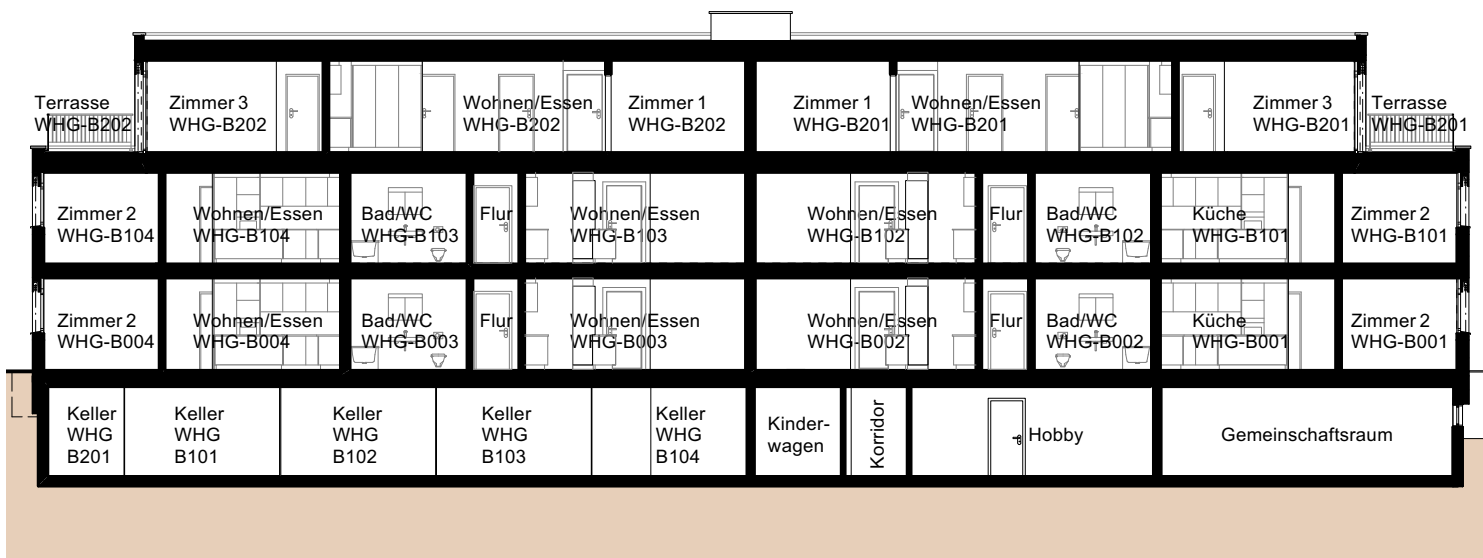 Terrasse
WHG-B202
Zimmer 3
WHG-B202
Wohnen/Essen
WHG-B202
Zimmer 1
WHG-B202
Zimmer 1
WHG-B201
Wohnen/Essen
WHG-B201
Zimmer 3
WHG-B201
Terrasse
WHG-B201
Zimmer 2
WHG-B104
Wohnen/Essen
WHG-B104
Bad/WC
WHG-B103
Flur
Wohnen/Essen
WHG-B103
Wohnen/Essen
WHG-B102
Flur
Bad/WC
WHG-B102
Küche
WHG-B101
Zimmer 2
WHG-B101
Zimmer 2
WHG-B004
Wohnen/Essen
WHG-B004
Bad/WC
WHG-B003
Flur
Wohnen/Essen
WHG-B003
Wohnen/Essen
WHG-B002
Flur
Bad/WC
WHG-B002
Küche
WHG-B001
Zimmer 2
WHG-B001
Keller
WHG
B201
Keller
WHG
B101
Keller
WHG
B102
Keller
WHG
B103
Keller
WHG
B104
Kinder-
wagen
Korridor
Hobby
Gemeinschaftsraum